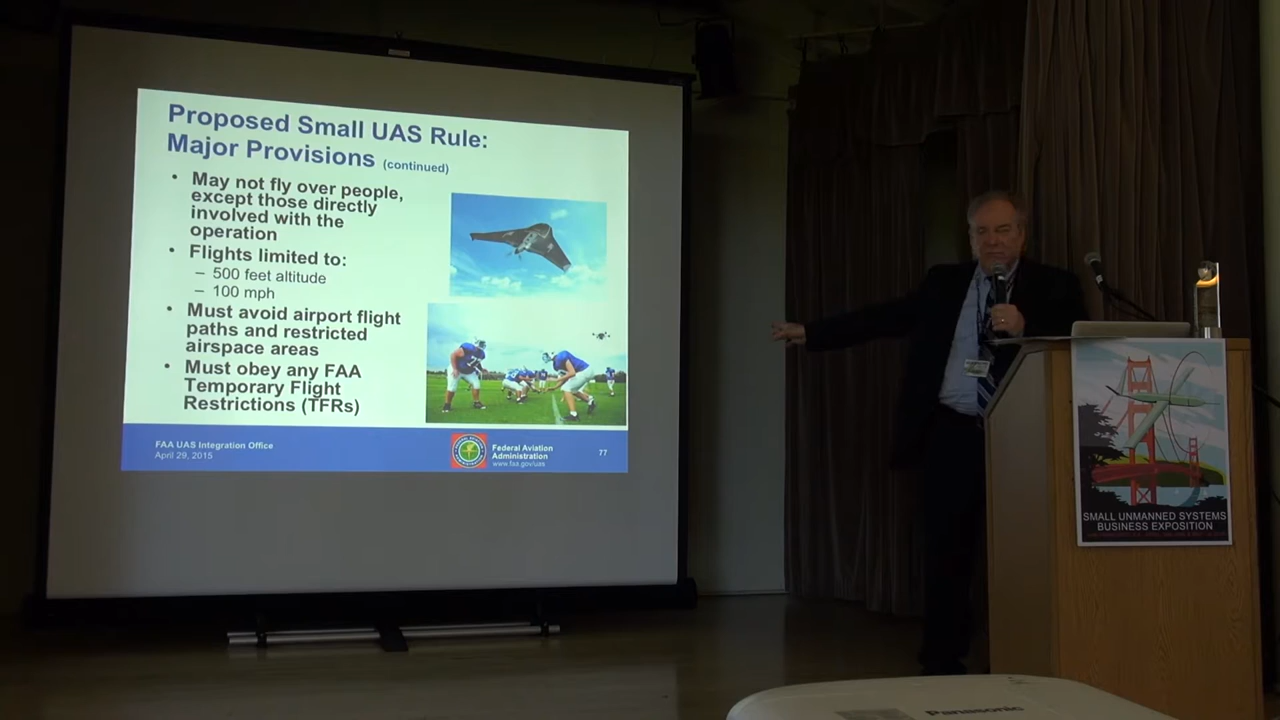 Proposed Small UAS Rule:
Major Provisions (continued)
• May not fly over people,
except those directly
involved with the
operation
• Flights limited to:
– 500 feet altitude
– 100 mph
• Must avoid airport flight
paths and restricted
airspace areas
• Must obey any FAA
Temporary Flight
Restrictions (TFRs)
FAA UAS Integration Office
April 29, 2015
Federal Aviation
Administration
www.faa.gov/uas
77
SMALL UNMANNED SYSTEMS
BUSINESS EXPOSITION
Panasonic